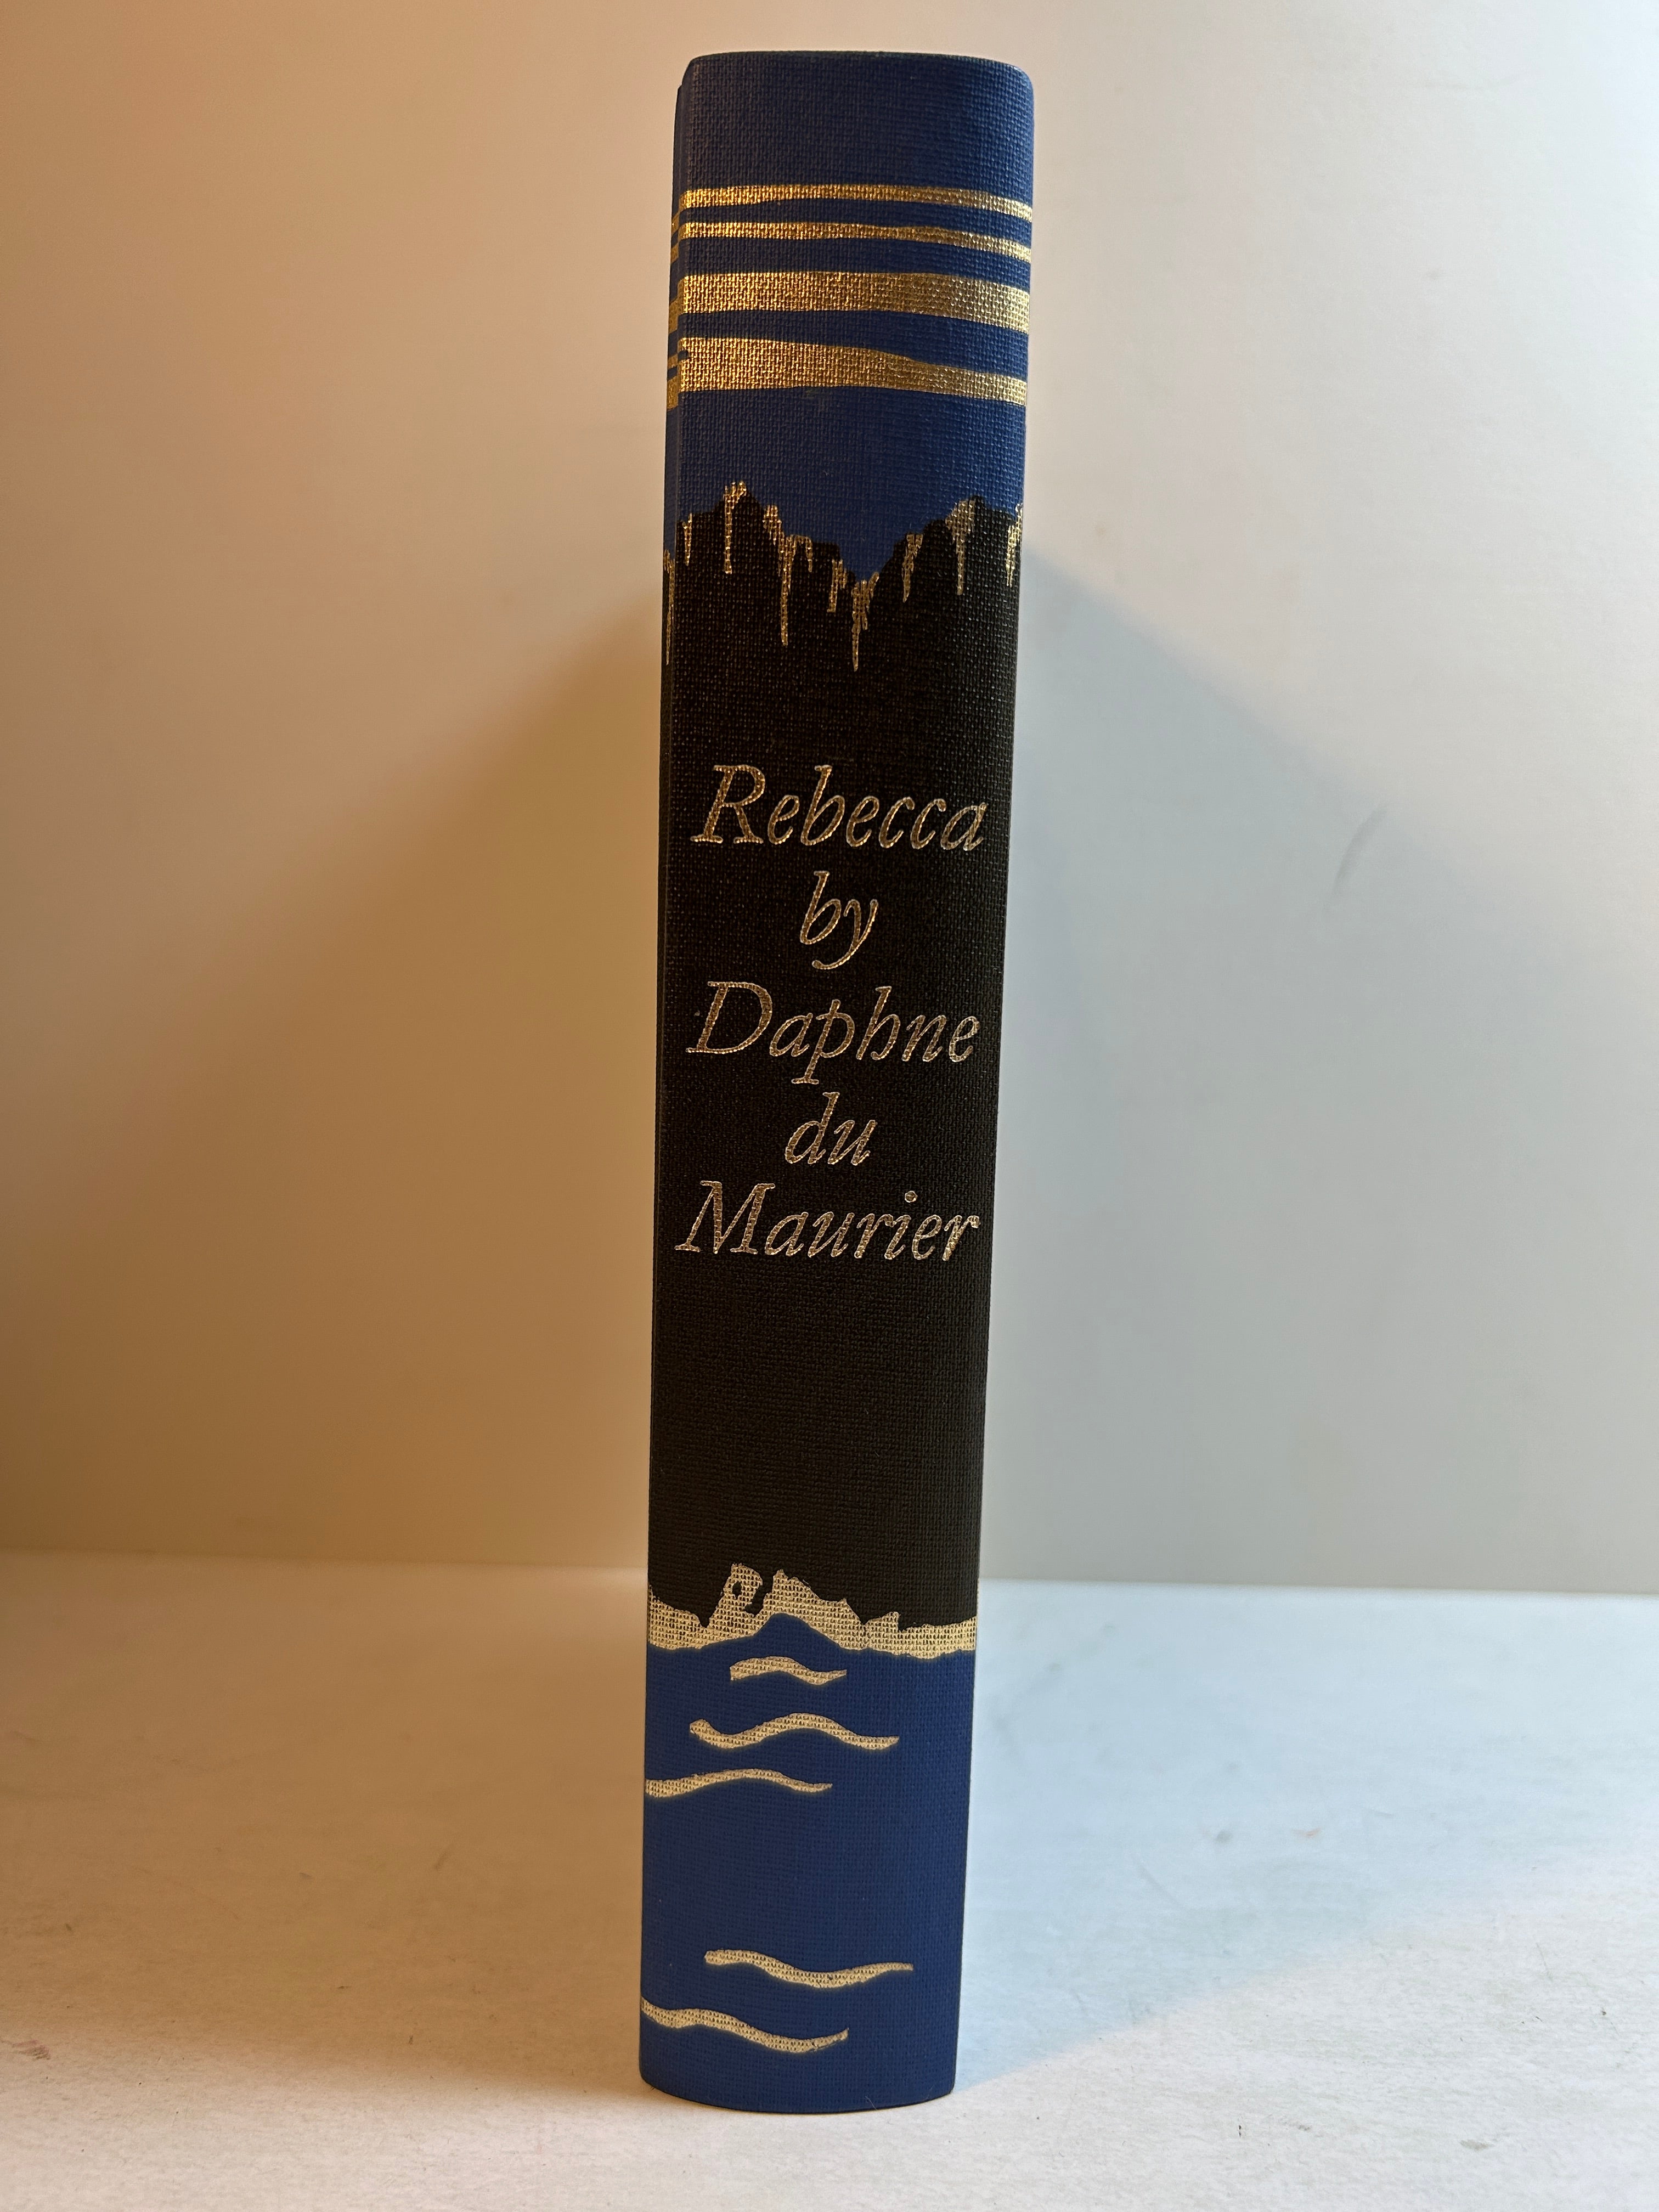 Rebecca
by
Daphne
du
Maurier